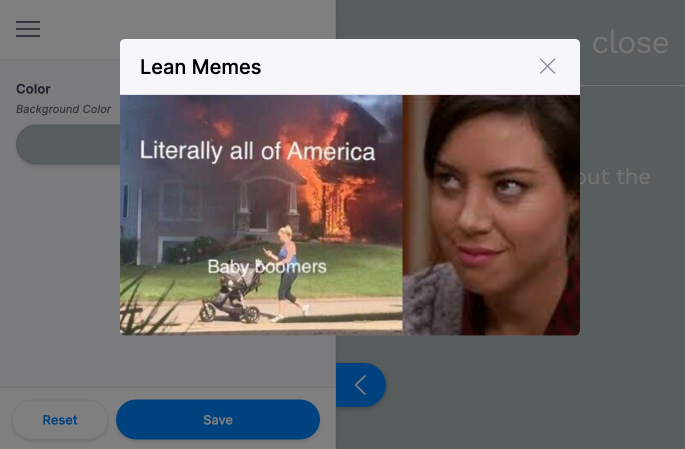 Lean Memes
close
Color
Background Color
Literally all of America
out the
Baby boomers
Reset
Save